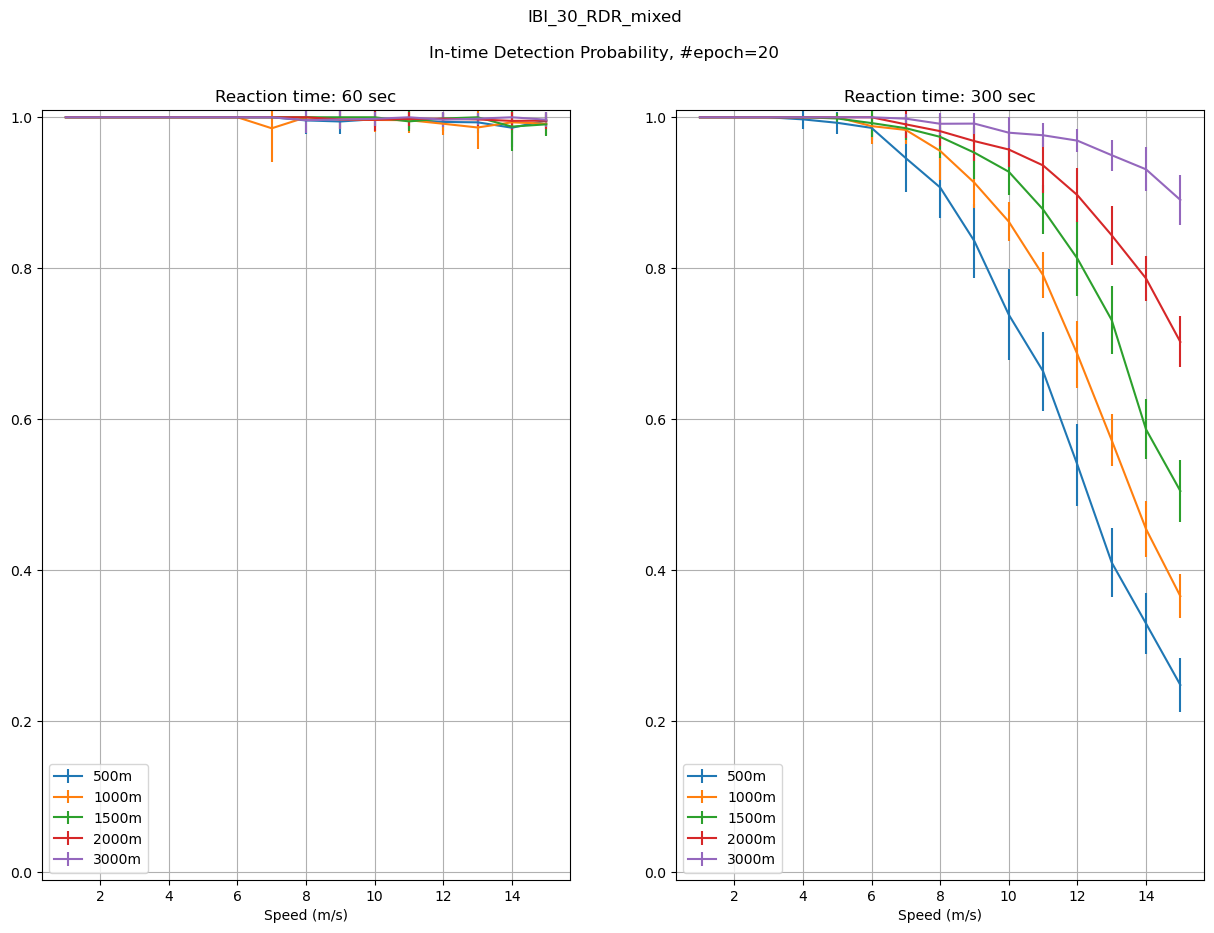 IBI_30_RDR_mixed
In-time Detection Probability, #epoch=20
Reaction time: 60 sec
1.0
0.8
0.6
0.4
0.2
0.0
500m
1000m
1500m
2000m
3000m
2 4 6 8 10 12 14
Speed (m/s)
Reaction time: 300 sec
1.0
0.8
0.6
0.4
0.2
0.0
500m
1000m
1500m
2000m
3000m
2 4 6 8 10 12 14
Speed (m/s)